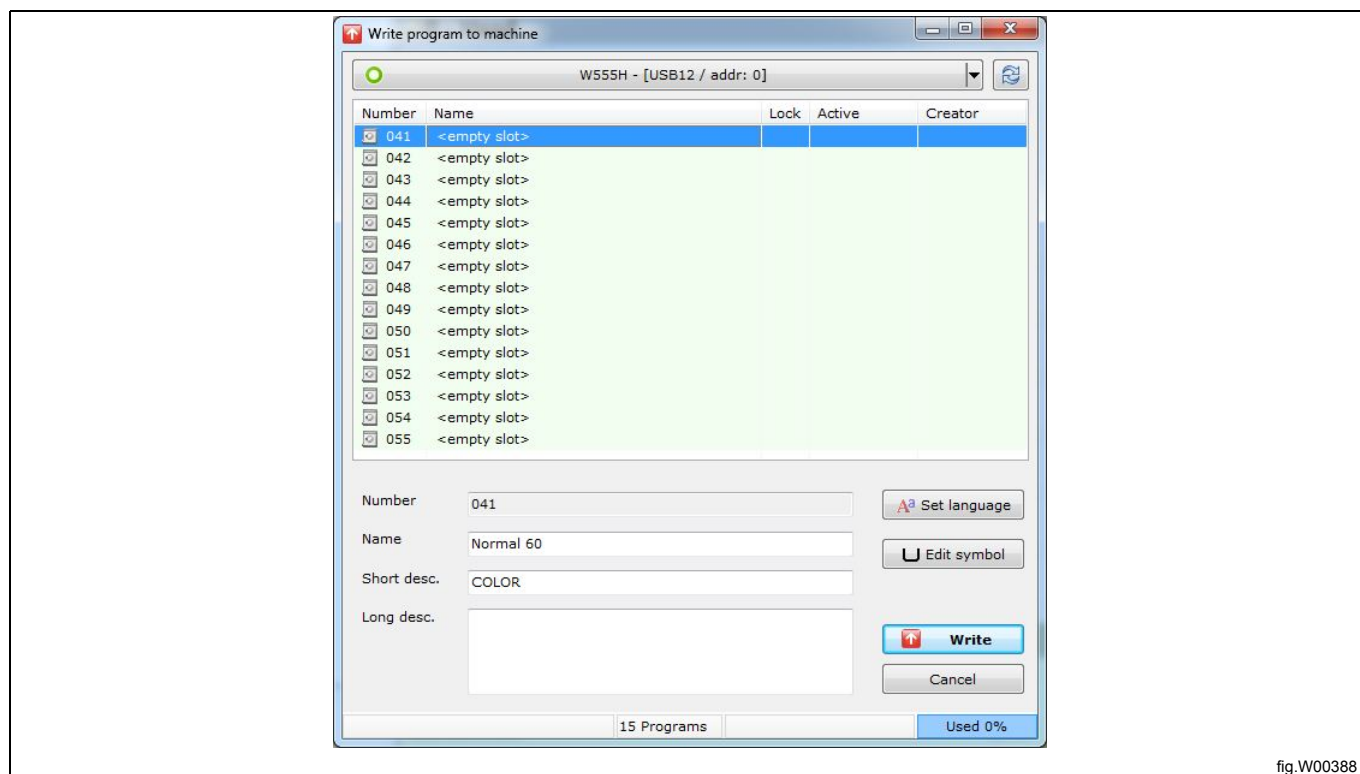 Write program to machine
W555H - [USB12 / addr: 0]
Number Name Lock Active Creator
041 <empty slot>
042 <empty slot>
043 <empty slot>
044 <empty slot>
045 <empty slot>
046 <empty slot>
047 <empty slot>
048 <empty slot>
049 <empty slot>
050 <empty slot>
051 <empty slot>
052 <empty slot>
053 <empty slot>
054 <empty slot>
055 <empty slot>
Number 041 Aa Set language
Name Normal 60
Edit symbol
Short desc. COLOR
Long desc.
Write
Cancel
15 Programs Used 0%
fig.W00388